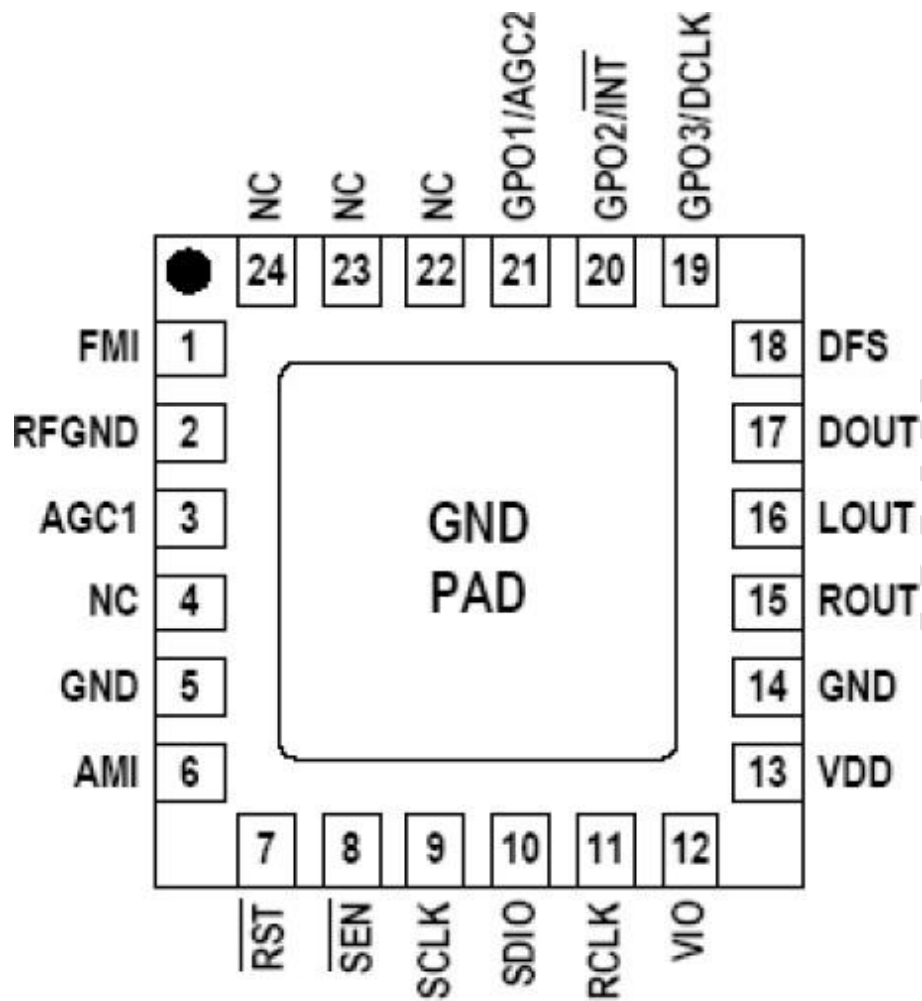 NC
NC
NC
GPO1/AGC2
GPO2/INT
GPO3/DCLK
24 23 22 21 20 19
FMI 1
18 DFS
RFGND 2
17 DOUT
AGC1 3
16 LOUT
NC 4
15 ROUT
GND 5
14 GND
AMI 6
13 VDD
GND
PAD
7 8 9 10 11 12
RST
SEN
SCLK
SDIO
RCLK
VIO